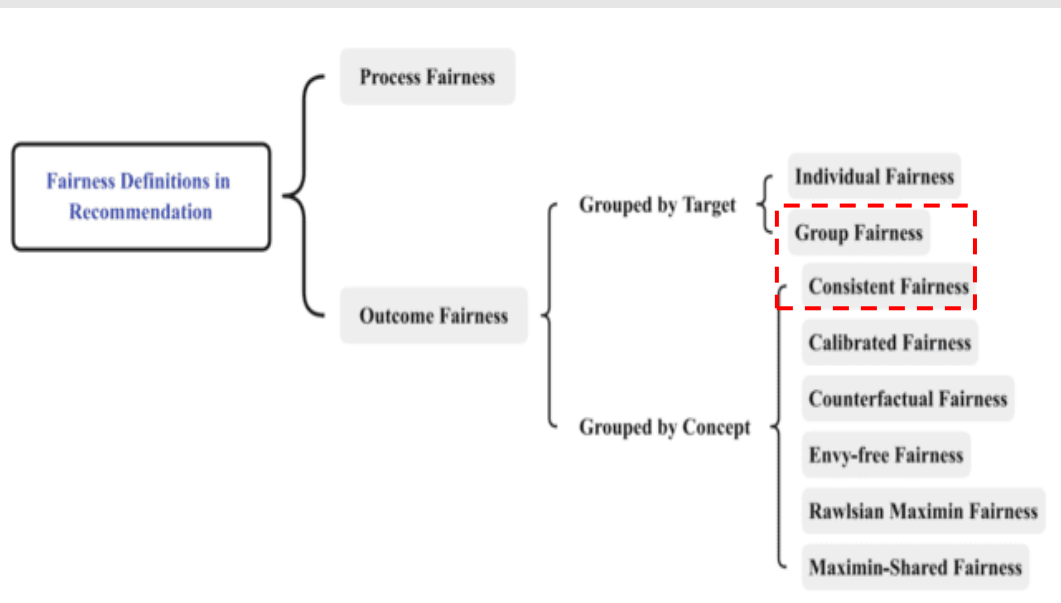 Process Fairness
Fairness Definitions in
Recommendation
Outcome Fairness
Grouped by Target
Individual Fairness
Group Fairness
Grouped by Concept
Consistent Fairness
Calibrated Fairness
Counterfactual Fairness
Envy-free Fairness
Rawlsian Maximin Fairness
Maximin-Shared Fairness